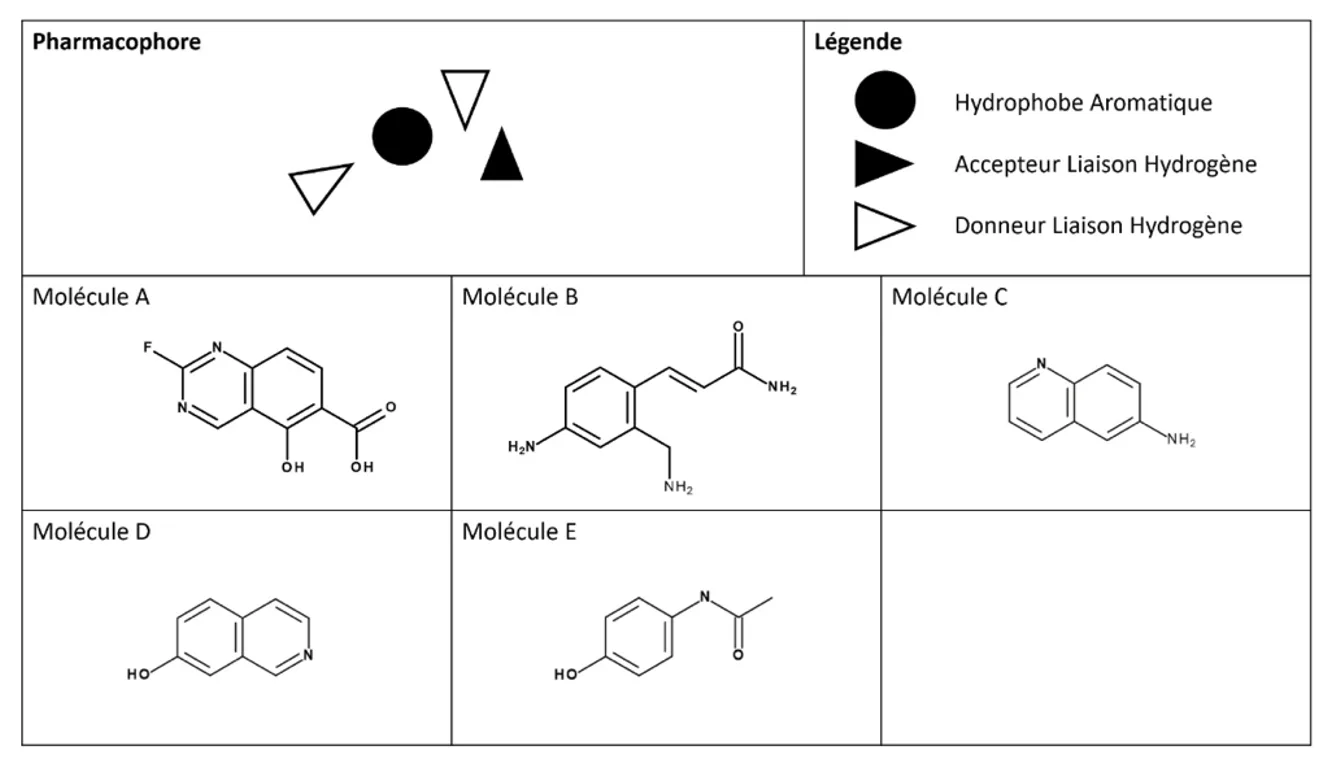 Pharmacophore
Légende
Hydrophobe Aromatique
Accepteur Liaison Hydrogène
Donneur Liaison Hydrogène
Molécule A
F
N
N
O
OH
OH
Molécule B
O
NH2
H2N
NH2
Molécule C
N
NH2
Molécule D
HO
N
Molécule E
N
O
HO